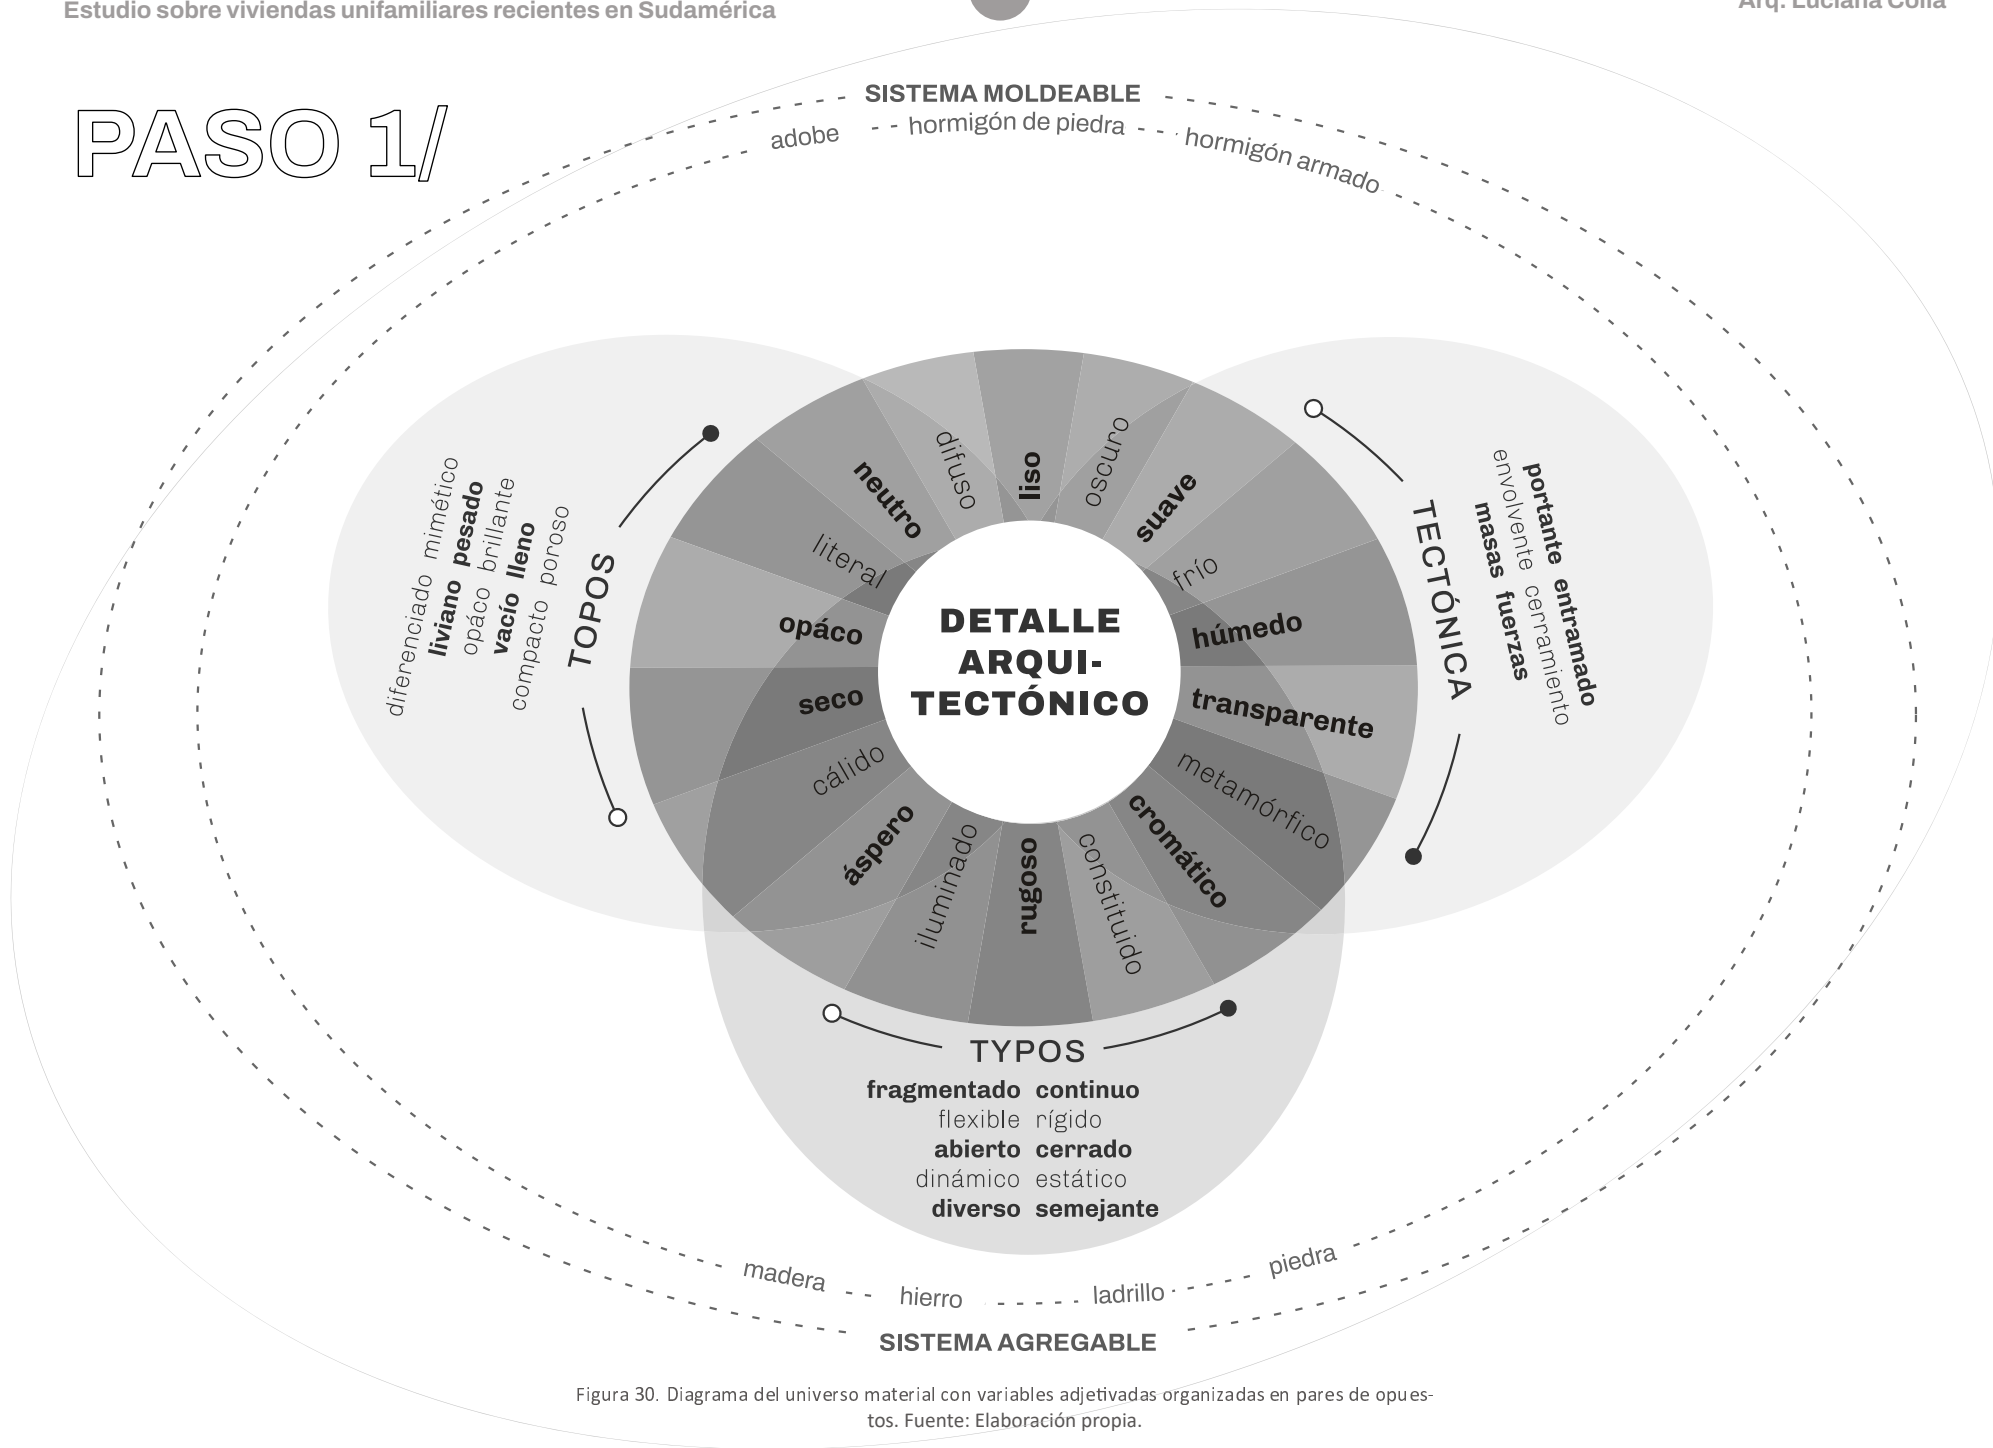 Estudio sobre viviendas unifamiliares recientes en Sudamérica
Arq. Luciana Colla
PASO 1/
SISTEMA MOLDEABLE
adobe
hormigón de piedra
hormigón armado
TOPOS
diferenciado mimético
liviano pesado
opáco brillante
vacío lleno
compacto poroso
TECTÓNICA
portante entramado
envolvente cerramiento
masas fuerzas
DETALLE
ARQUI-
TECTÓNICO
liso
oscuro
suave
frío
húmedo
transparente
metamórfico
cromático
constituido
rugoso
iluminado
áspero
cálido
seco
opáco
literal
neutro
difuso
TYPOS
fragmentado continuo
flexible rígido
abierto cerrado
dinámico estático
diverso semejante
madera
hierro
ladrillo
piedra
SISTEMA AGREGABLE
Figura 30. Diagrama del universo material con variables adjetivadas organizadas en pares de opues-
tos. Fuente: Elaboración propia.